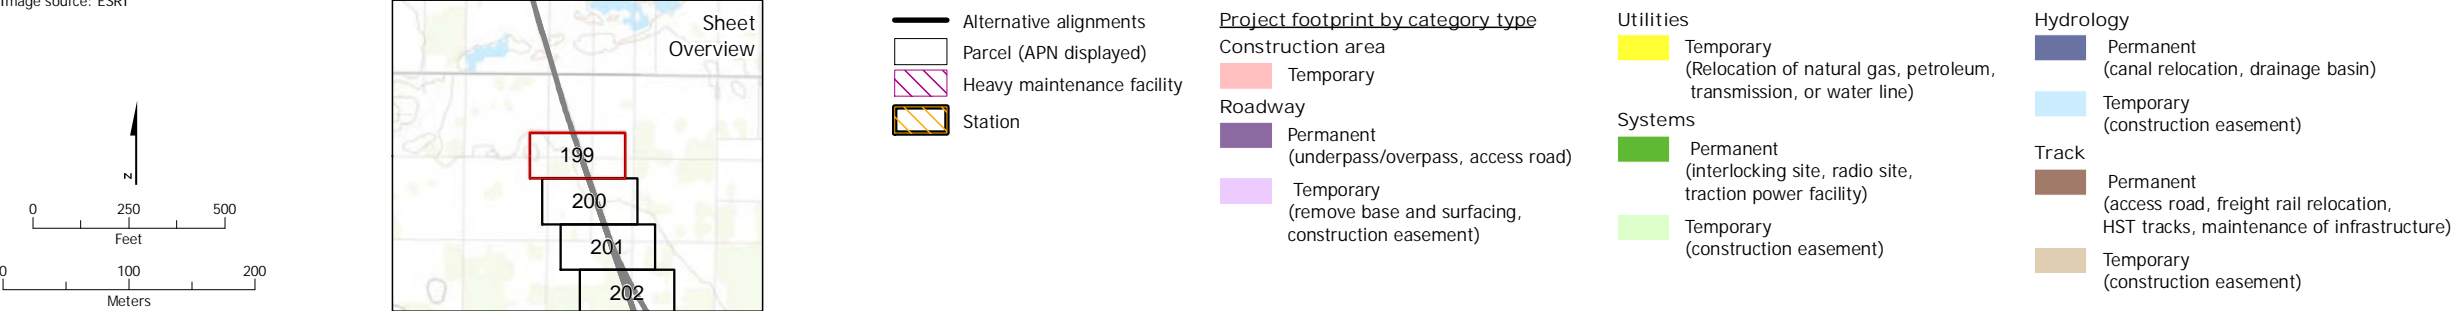 Image source: ESRI
N
0 250 500
Feet
0 100 200
Meters
Sheet
Overview
199
200
201
202
Alternative alignments
Parcel (APN displayed)
Heavy maintenance facility
Station
Project footprint by category type
Construction area
Temporary
Roadway
Permanent
(underpass/overpass, access road)
Temporary
(remove base and surfacing,
construction easement)
Utilities
Temporary
(Relocation of natural gas, petroleum,
transmission, or water line)
Systems
Permanent
(interlocking site, radio site,
traction power facility)
Temporary
(construction easement)
Hydrology
Permanent
(canal relocation, drainage basin)
Temporary
(construction easement)
Track
Permanent
(access road, freight rail relocation,
HST tracks, maintenance of infrastructure)
Temporary
(construction easement)